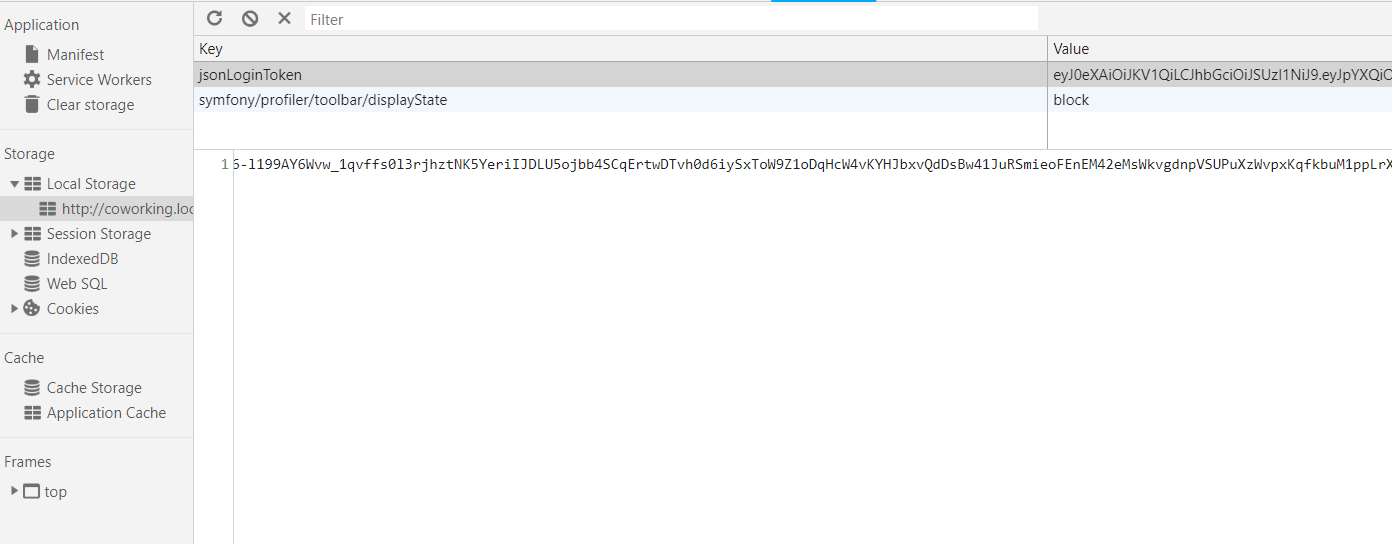 Application
Manifest
Service Workers
Clear storage
Storage
Local Storage
http://coworking.loc
Session Storage
IndexedDB
Web SQL
Cookies
Cache
Cache Storage
Application Cache
Frames
top
Filter
Key Value
jsonLoginToken eyJ0eXAiOiJKV1QiLCJhbGciOiJSUzI1NiJ9.eyJpYXQiO
symfony/profiler/toolbar/displayState block
1 6-l199AY6Wvw_1qvffs0l3rjhztNK5YeriIJDLU5ojbb4SCqErtwDTvh0d6iySxToW9Z1oDqHcW4vKYHJbxvQdDsBw41JuRSmieoFEnEM42eMsWkvgdnpVSUPuXzWvpxKqfkbuM1ppLrX